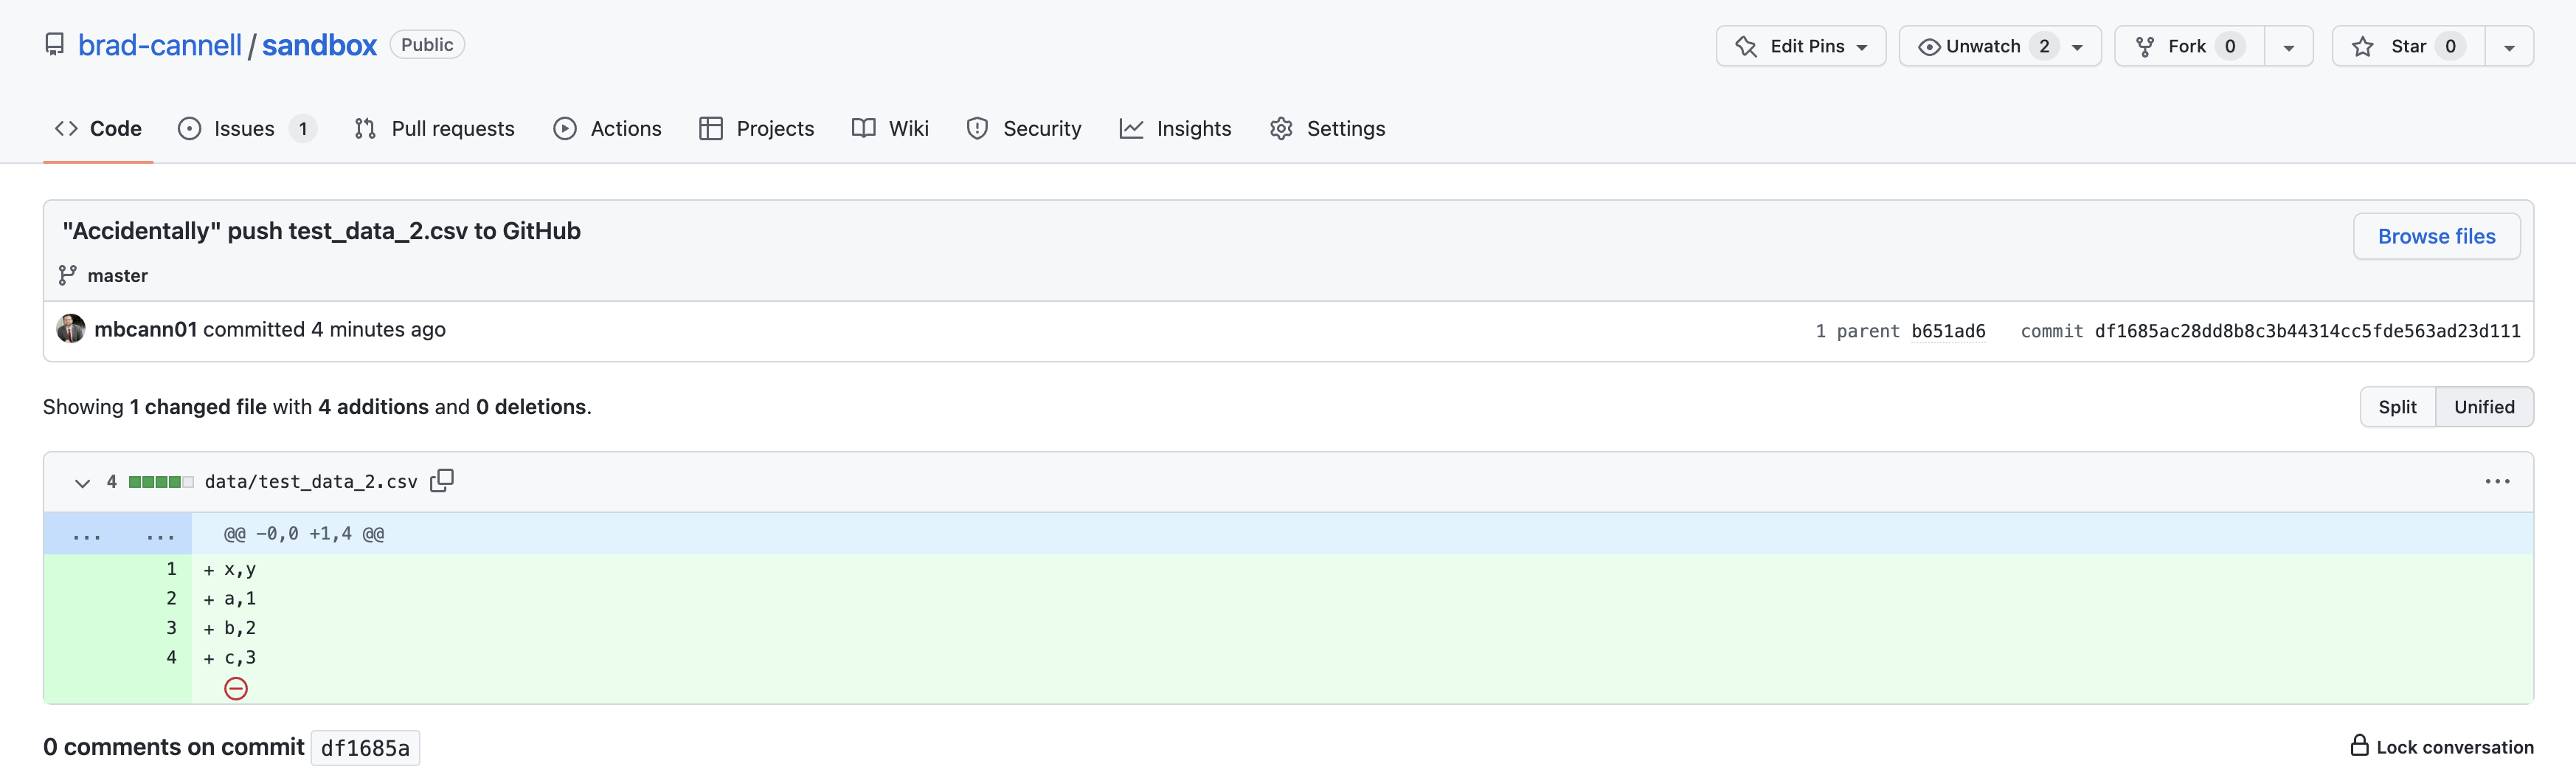 brad-cannell / sandbox Public Edit Pins Unwatch 2 Fork 0 Star 0
Code Issues 1 Pull requests Actions Projects Wiki Security Insights Settings
"Accidentally" push test_data_2.csv to GitHub
Browse files
master
mbcann01 committed 4 minutes ago 1 parent b651ad6 commit df1685ac28dd8b8c3b44314cc5fde563ad23d111
Showing 1 changed file with 4 additions and 0 deletions. Split Unified
4 data/test_data_2.csv ...
... ... @@ -0,0 +1,4 @@
1 + x,y
2 + a,1
3 + b,2
4 + c,3
0 comments on commit df1685a Lock conversation